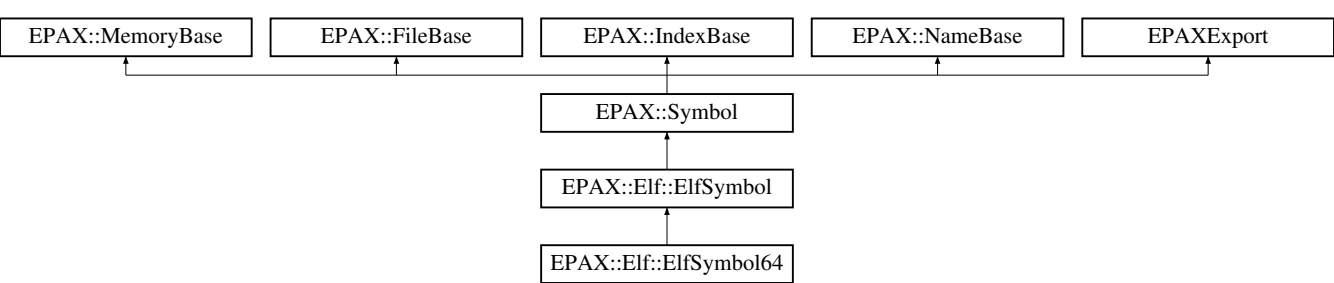 EPAX::MemoryBase EPAX::FileBase EPAX::IndexBase EPAX::NameBase EPAXExport
EPAX::Symbol
EPAX::Elf::ElfSymbol
EPAX::Elf::ElfSymbol64